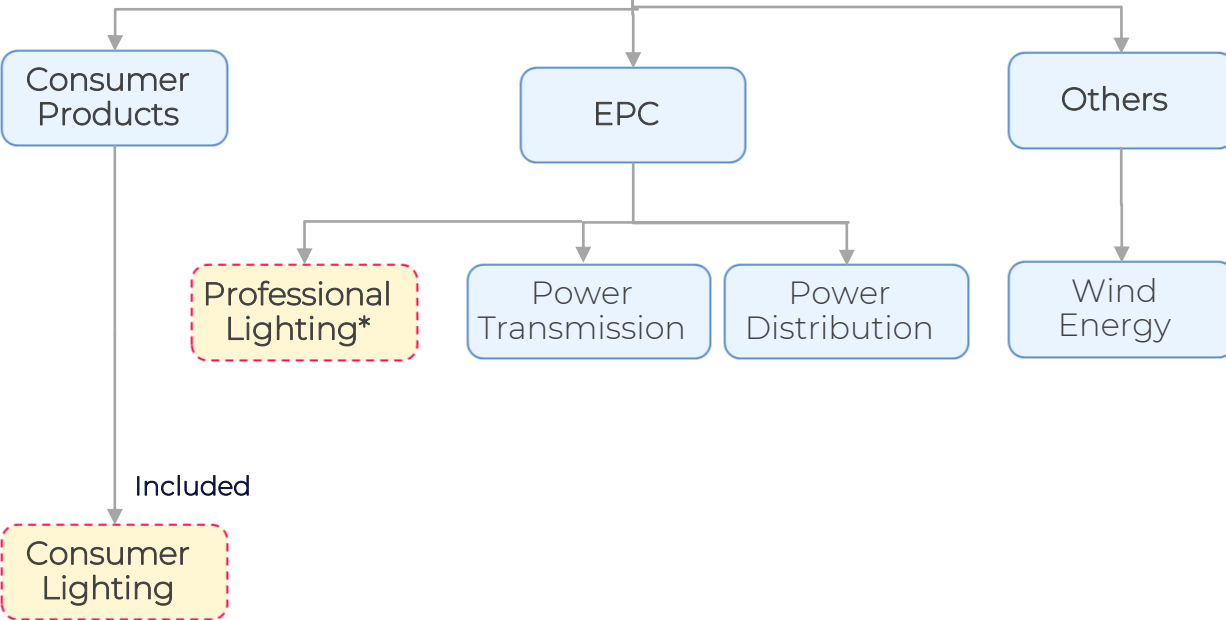 Consumer
Products
EPC
Others
Professional
Lighting*
Power
Transmission
Power
Distribution
Wind
Energy
Included
Consumer
Lighting